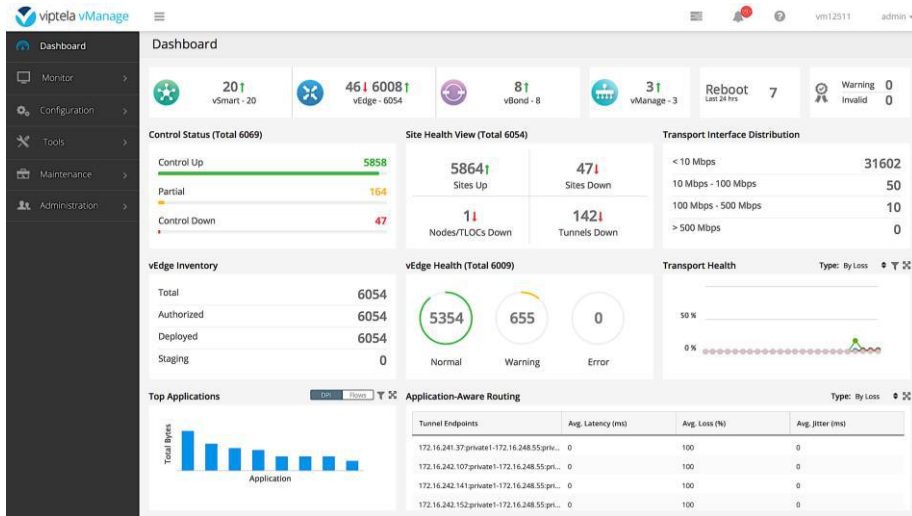 viptela vManage
vm12511
admin
Dashboard
Monitor
Configuration
Tools
Maintenance
Administration
Dashboard
20
vSmart - 20
46 6008
vEdge - 6054
8
vBond - 8
3
vManage - 3
Reboot 7
Last 24 hrs
Warning 0
Invalid 0
Control Status (Total 6069)
Control Up 5858
Partial 164
Control Down 47
Site Health View (Total 6054)
5864
Sites Up
47
Sites Down
1
Nodes/TLOCs Down
142
Tunnels Down
Transport Interface Distribution
< 10 Mbps 31602
10 Mbps - 100 Mbps 50
100 Mbps - 500 Mbps 10
> 500 Mbps 0
vEdge Inventory
Total 6054
Authorized 6054
Deployed 6054
Staging 0
vEdge Health (Total 6009)
5354 655 0
Normal Warning Error
Transport Health Type: By Loss
50 %
0 %
Top Applications DPI Flows
Total Bytes
Application
Application-Aware Routing Type: By Loss
Tunnel Endpoints Avg. Latency (ms) Avg. Loss (%) Avg. Jitter (ms)
172.16.241.37:private1-172.16.248.55:priv... 0 100 0
172.16.242.107:private1-172.16.248.55:pri... 0 100 0
172.16.242.141:private1-172.16.248.55:pri... 0 100 0
172.16.242.152:private1-172.16.248.55:pri... 0 100 0